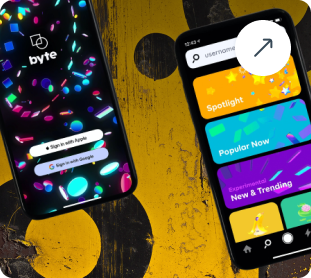 byte
Sign in with Apple
Sign in with Google
12:43
username
Spotlight
Popular Now
Experimental
New & Trending